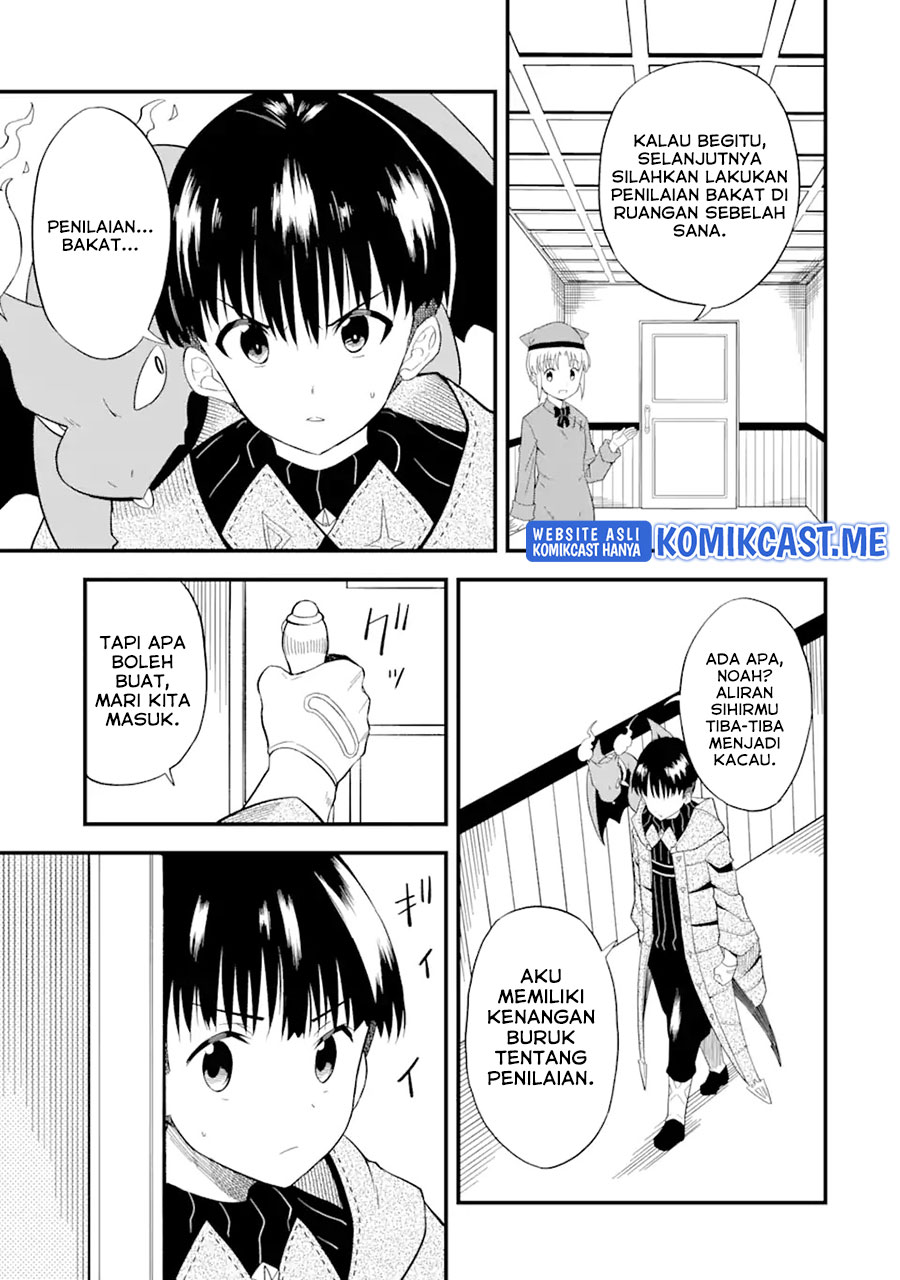 KALAU BEGITU,
SELANJUTNYA
SILAHKAN LAKUKAN
PENILAIAN BAKAT DI
RUANGAN SEBELAH
SANA.
PENILAIAN...
BAKAT...
WEBSITE ASLI
KOMIKCAST HANYA
KOMIKCAST.ME
ADA APA,
NOAH?
ALIRAN
SIHIRMU
TIBA-TIBA
MENJADI
KACAU.
AKU
MEMILIKI
KENANGAN
BURUK
TENTANG
PENILAIAN.
TAPI APA
BOLEH
BUAT,
MARI KITA
MASUK.
グッ
ギイイ